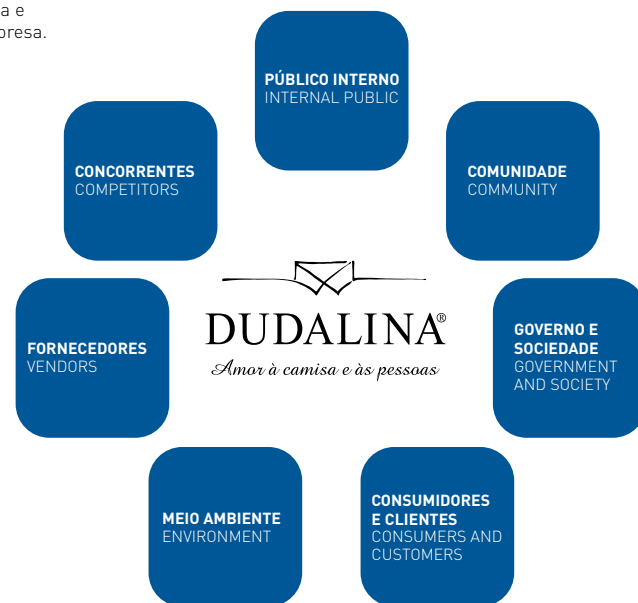 a e
presa.
PÚBLICO INTERNO
INTERNAL PUBLIC
CONCORRENTES
COMPETITORS
COMUNIDADE
COMMUNITY
DUDALINA®
Amor à camisa e às pessoas
FORNECEDORES
VENDORS
GOVERNO E
SOCIEDADE
GOVERNMENT
AND SOCIETY
MEIO AMBIENTE
ENVIRONMENT
CONSUMIDORES
E CLIENTES
CONSUMERS AND
CUSTOMERS